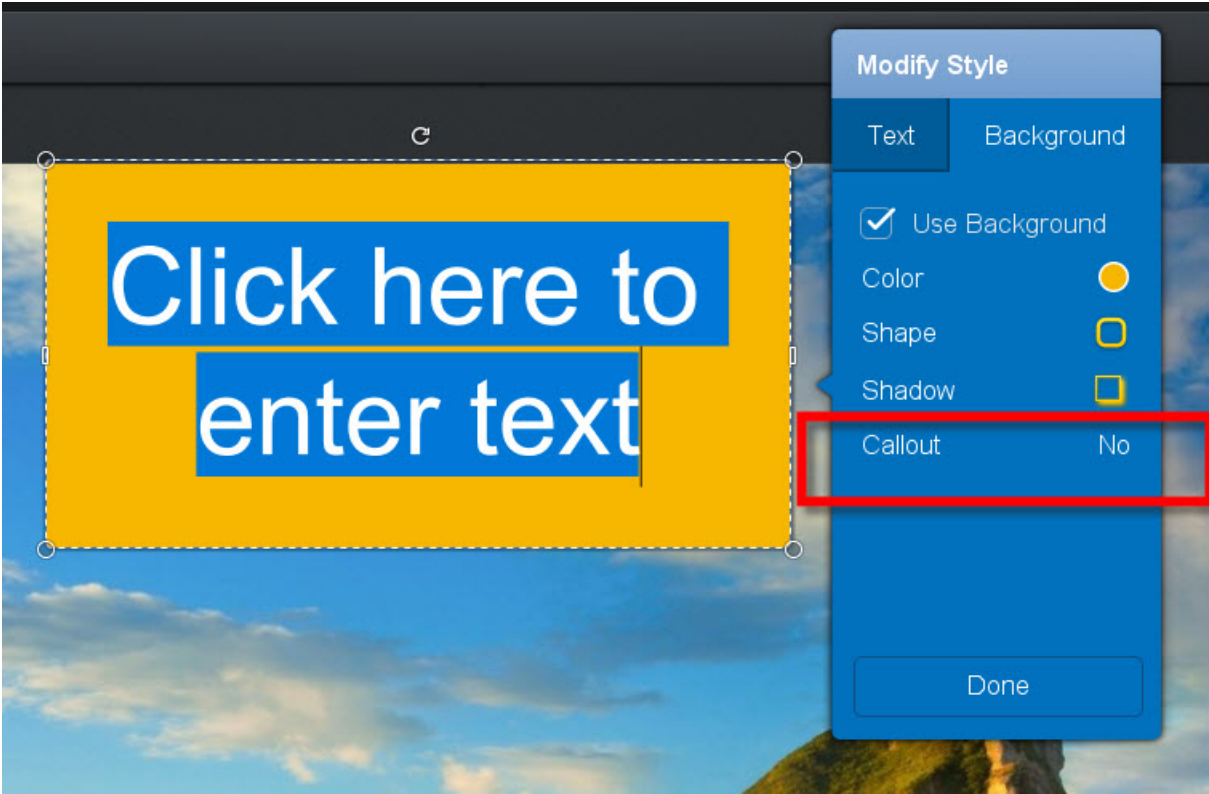 Modify Style
Text Background
Click here to
enter text
Use Background
Color
Shape
Shadow
Callout No
Done